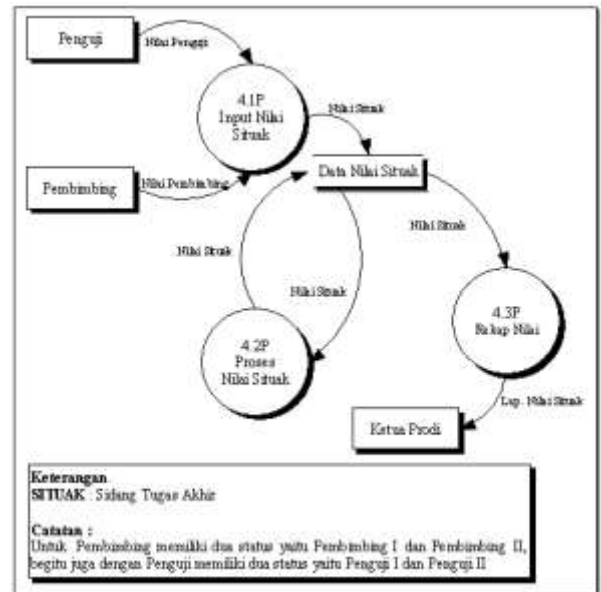 Penguji
Nilai Penguji
4.1P
Input Nilai
Situak
Nilai Situak
Pembimbing
Nilai Pembimbing
Data Nilai Situak
Nilai Situak
Nilai Situak
Nilai Situak
4.2P
Proses
Nilai Situak
4.3P
Rekap Nilai
Lap. Nilai Situak
Ketua Prodi
Keterangan
SITUAK : Sidang Tugas Akhir
Catatan :
Untuk Pembimbing memiliki dua status yaitu Pembimbing I dan Pembimbing II,
begitu juga dengan Penguji memiliki dua status yaitu Penguji I dan Penguji II